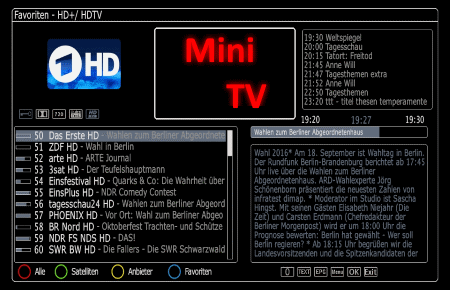 Favoriten - HD+/ HDTV
1 HD
Mini
TV
19:30 Weltspiegel
20:00 Tagesschau
20:15 Tatort: Freitod
21:45 Anne Will
21:47 Tagesthemen extra
21:52 Anne Will
22:50 Tagesthemen
23:20 ttt - titel thesen temperamente
720
19:20 19:27 19:30
50 Das Erste HD - Wahlen zum Berliner Abgeordnete
51 ZDF HD - Wahl in Berlin
52 arte HD - ARTE Journal
53 3sat HD - Der Teufelshauptmann
54 Einsfestival HD - Quarks & Co: Die Wahrheit über
55 EinsPlus HD - NDR Comedy Contest
56 tagesschau24 HD - Wahlen zum Berliner Abgeord
57 PHOENIX HD - Vor Ort: Wahl zum Berliner Abgeo
58 BR Nord HD - Oktoberfest Trachten- und Schütze
59 NDR FS NDS HD - DAS!
60 SWR BW HD - Die Fallers - Die SWR Schwarzwald
Wahlen zum Berliner Abgeordnetenhaus
Wahl 2016* Am 18. September ist Wahltag in Berlin.
Der Rundfunk Berlin-Brandenburg berichtet ab 17:45
Uhr live über die Wahlen zum Berliner
Abgeordnetenhaus. ARD-Wahlexperte Jörg
Schönenborn präsentiert die neuesten Zahlen von
infratest dimap. * Moderator im Studio ist Sascha
Hingst. Mit seinen Gästen Elisabeth Niejahr (Die
Zeit) und Carsten Erdmann (Chefredakteur der
Berliner Morgenpost) wird er um 18:00 Uhr die
Prognose bewerten: Berlin hat gewählt - Wer soll
Berlin regieren? * Ab 18:15 Uhr begrüßen wir die
Landesvorsitzenden und die Spitzenkandidaten der
Alle Satelliten Anbieter Favoriten
0 TEXT EPG Menu OK Exit